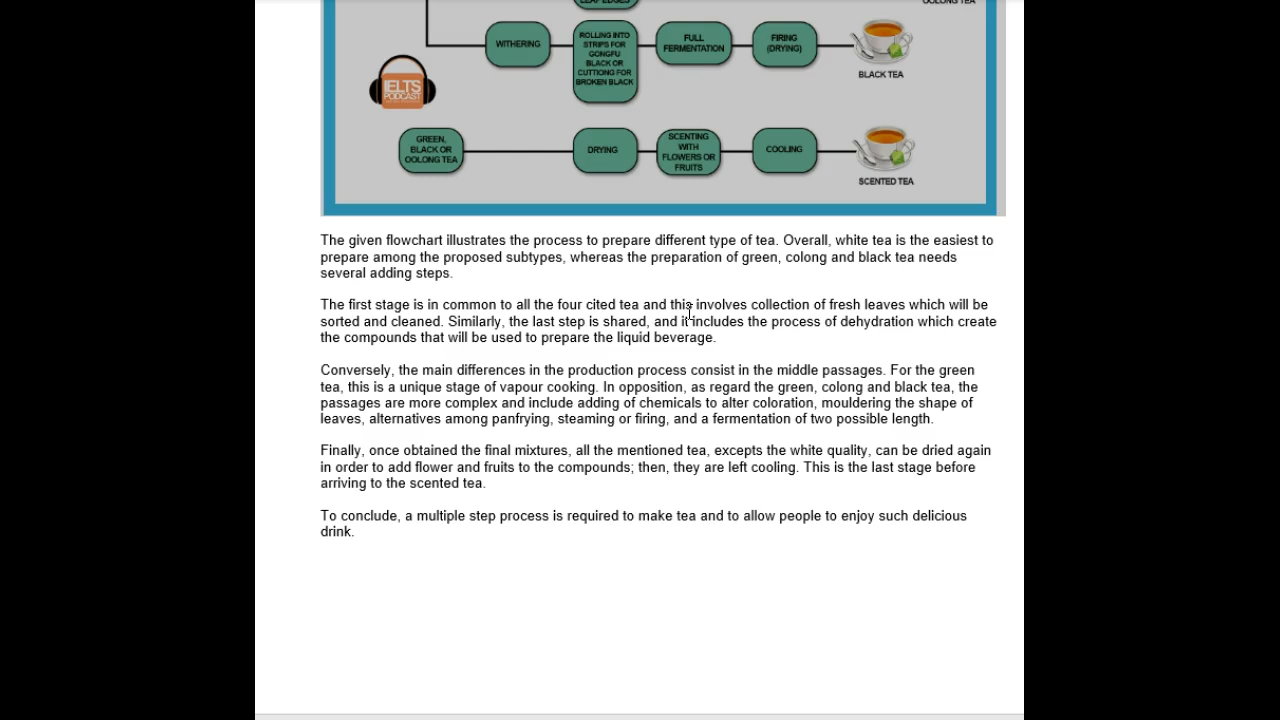 LEAF EDGES
OOLONG TEA
WITHERING
ROLLING INTO
STRIPS FOR
GONGFU
BLACK OR
CUTTIONG FOR
BROKEN BLACK
FULL
FERMENTATION
FIRING
(DRYING)
BLACK TEA
IELTS
PODCAST
GREEN,
BLACK OR
OOLONG TEA
DRYING
SCENTING
WITH
FLOWERS OR
FRUITS
COOLING
SCENTED TEA
The given flowchart illustrates the process to prepare different type of tea. Overall, white tea is the easiest to
prepare among the proposed subtypes, whereas the preparation of green, colong and black tea needs
several adding steps.
The first stage is in common to all the four cited tea and this involves collection of fresh leaves which will be
sorted and cleaned. Similarly, the last step is shared, and it includes the process of dehydration which create
the compounds that will be used to prepare the liquid beverage.
Conversely, the main differences in the production process consist in the middle passages. For the green
tea, this is a unique stage of vapour cooking. In opposition, as regard the green, colong and black tea, the
passages are more complex and include adding of chemicals to alter coloration, mouldering the shape of
leaves, alternatives among panfrying, steaming or firing, and a fermentation of two possible length.
Finally, once obtained the final mixtures, all the mentioned tea, excepts the white quality, can be dried again
in order to add flower and fruits to the compounds; then, they are left cooling. This is the last stage before
arriving to the scented tea.
To conclude, a multiple step process is required to make tea and to allow people to enjoy such delicious
drink.